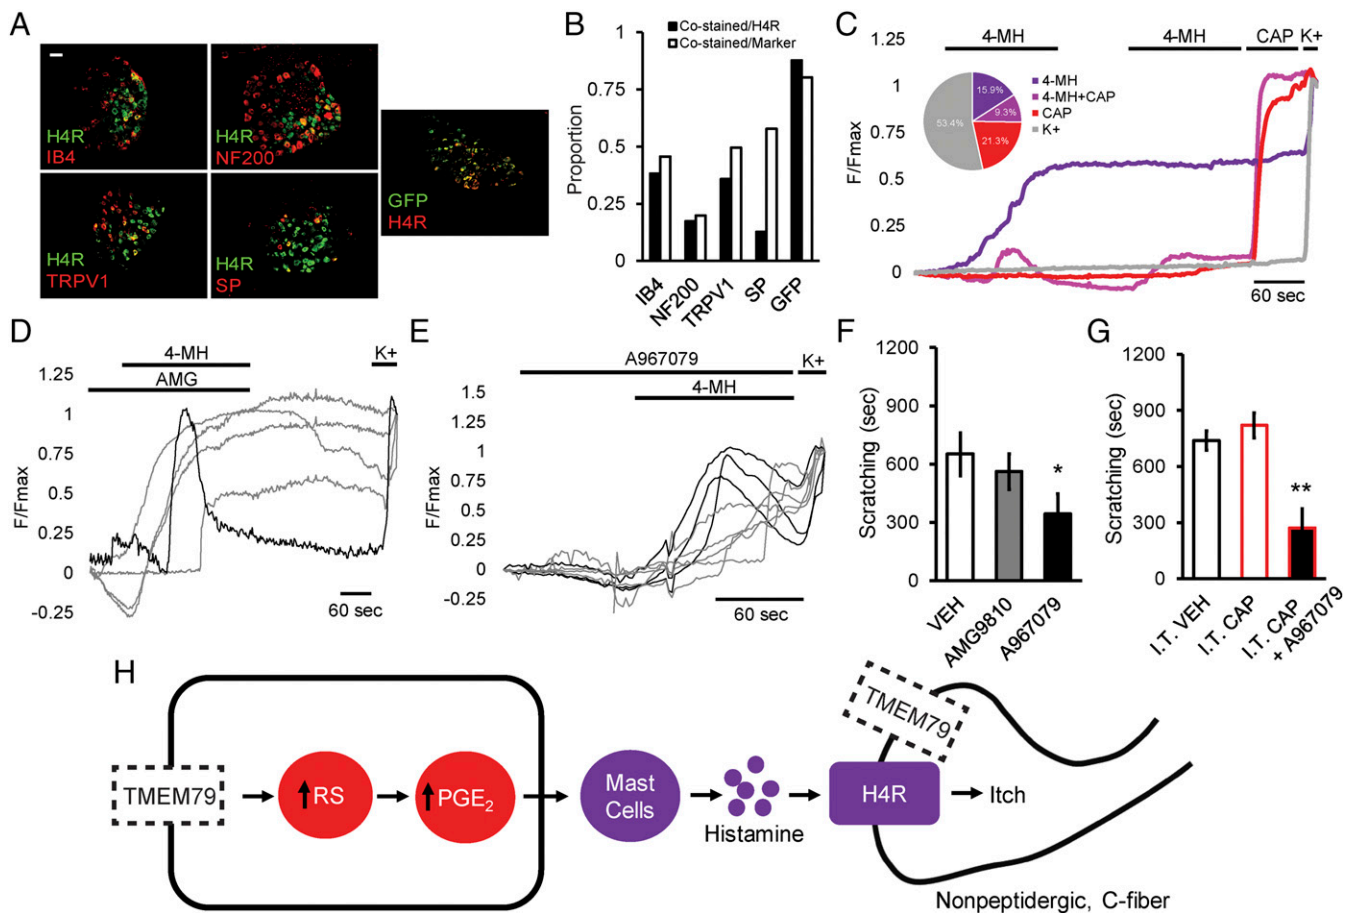 A
H4R
IB4
H4R
NF200
H4R
TRPV1
H4R
SP
GFP
H4R
B
Co-stained/H4R
Co-stained/Marker
Proportion
1
0.75
0.5
0.25
0
IB4
NF200
TRPV1
SP
GFP
C
4-MH
4-MH
CAP
K+
F/Fmax
1.25
1
0.75
0.5
0.25
0
15.9%
9.3%
21.3%
53.4%
4-MH
4-MH+CAP
CAP
K+
60 sec
D
4-MH
AMG
K+
F/Fmax
1.25
1
0.75
0.5
0.25
0
-0.25
60 sec
E
A967079
K+
4-MH
F/Fmax
1.5
1.25
1
0.75
0.5
0.25
0
-0.25
60 sec
F
Scratching (sec)
1200
900
600
300
0
*
VEH
AMG9810
A967079
G
Scratching (sec)
1200
900
600
300
0
**
I.T. VEH
I.T. CAP
I.T. CAP
+ A967079
H
TMEM79
↑RS
↑PGE₂
Mast
Cells
Histamine
TMEM79
H4R
Itch
Nonpeptidergic, C-fiber